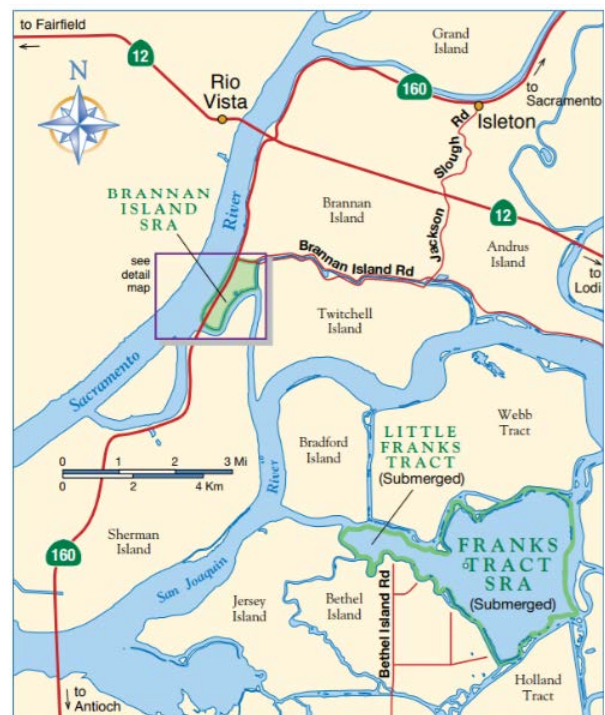 to Fairfield
12
N
Rio
Vista
Grand
Island
160
to
Sacramento
Isleton
BRANNAN
ISLAND
SRA
River
Brannan
Island
Jackson Slough Rd
12
Andrus
Island
to
Lodi
see
detail
map
Brannan Island Rd
Twitchell
Island
Sacramento
Webb
Tract
Bradford
Island
LITTLE
FRANKS
TRACT
(Submerged)
0 1 2 3 Mi
0 2 4 Km
River
Sherman
Island
160
San Joaquin
FRANKS
TRACT
SRA
(Submerged)
Jersey
Island
Bethel
Island
Bethel Island Rd
Holland
Tract
to
Antioch